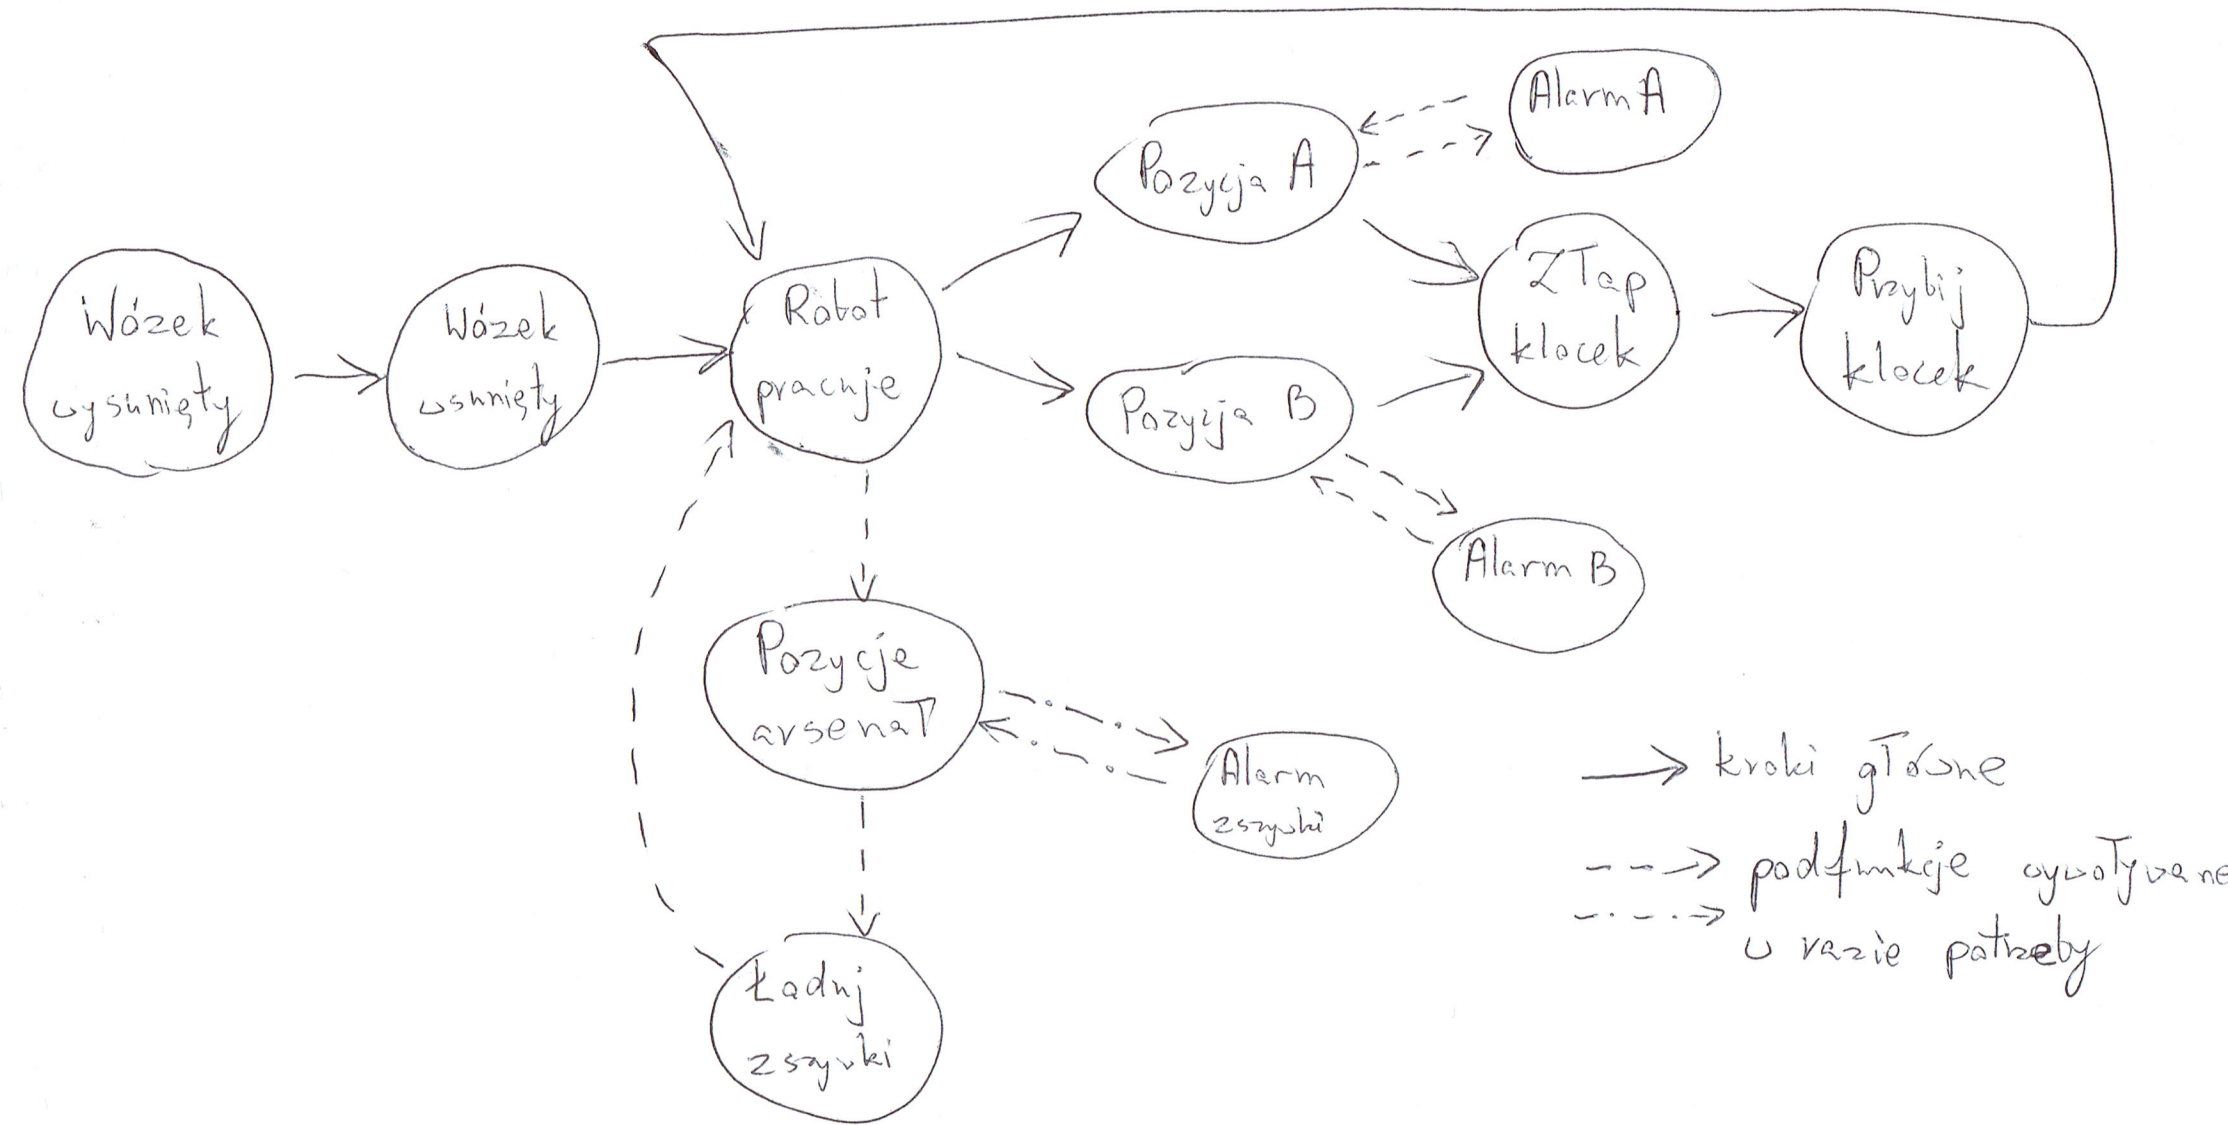 Wózek
wysunięty
Wózek
wsunięty
Robot
pracuje
Pozycja A
Alarm A
Pozycja B
Alarm B
Złap
klocek
Przybij
klocek
Pozycje
arsenał
Alarm
zszywki
Ładuj
zszywki
kroki główne
podfunkcje wywoływane
w razie potrzeby